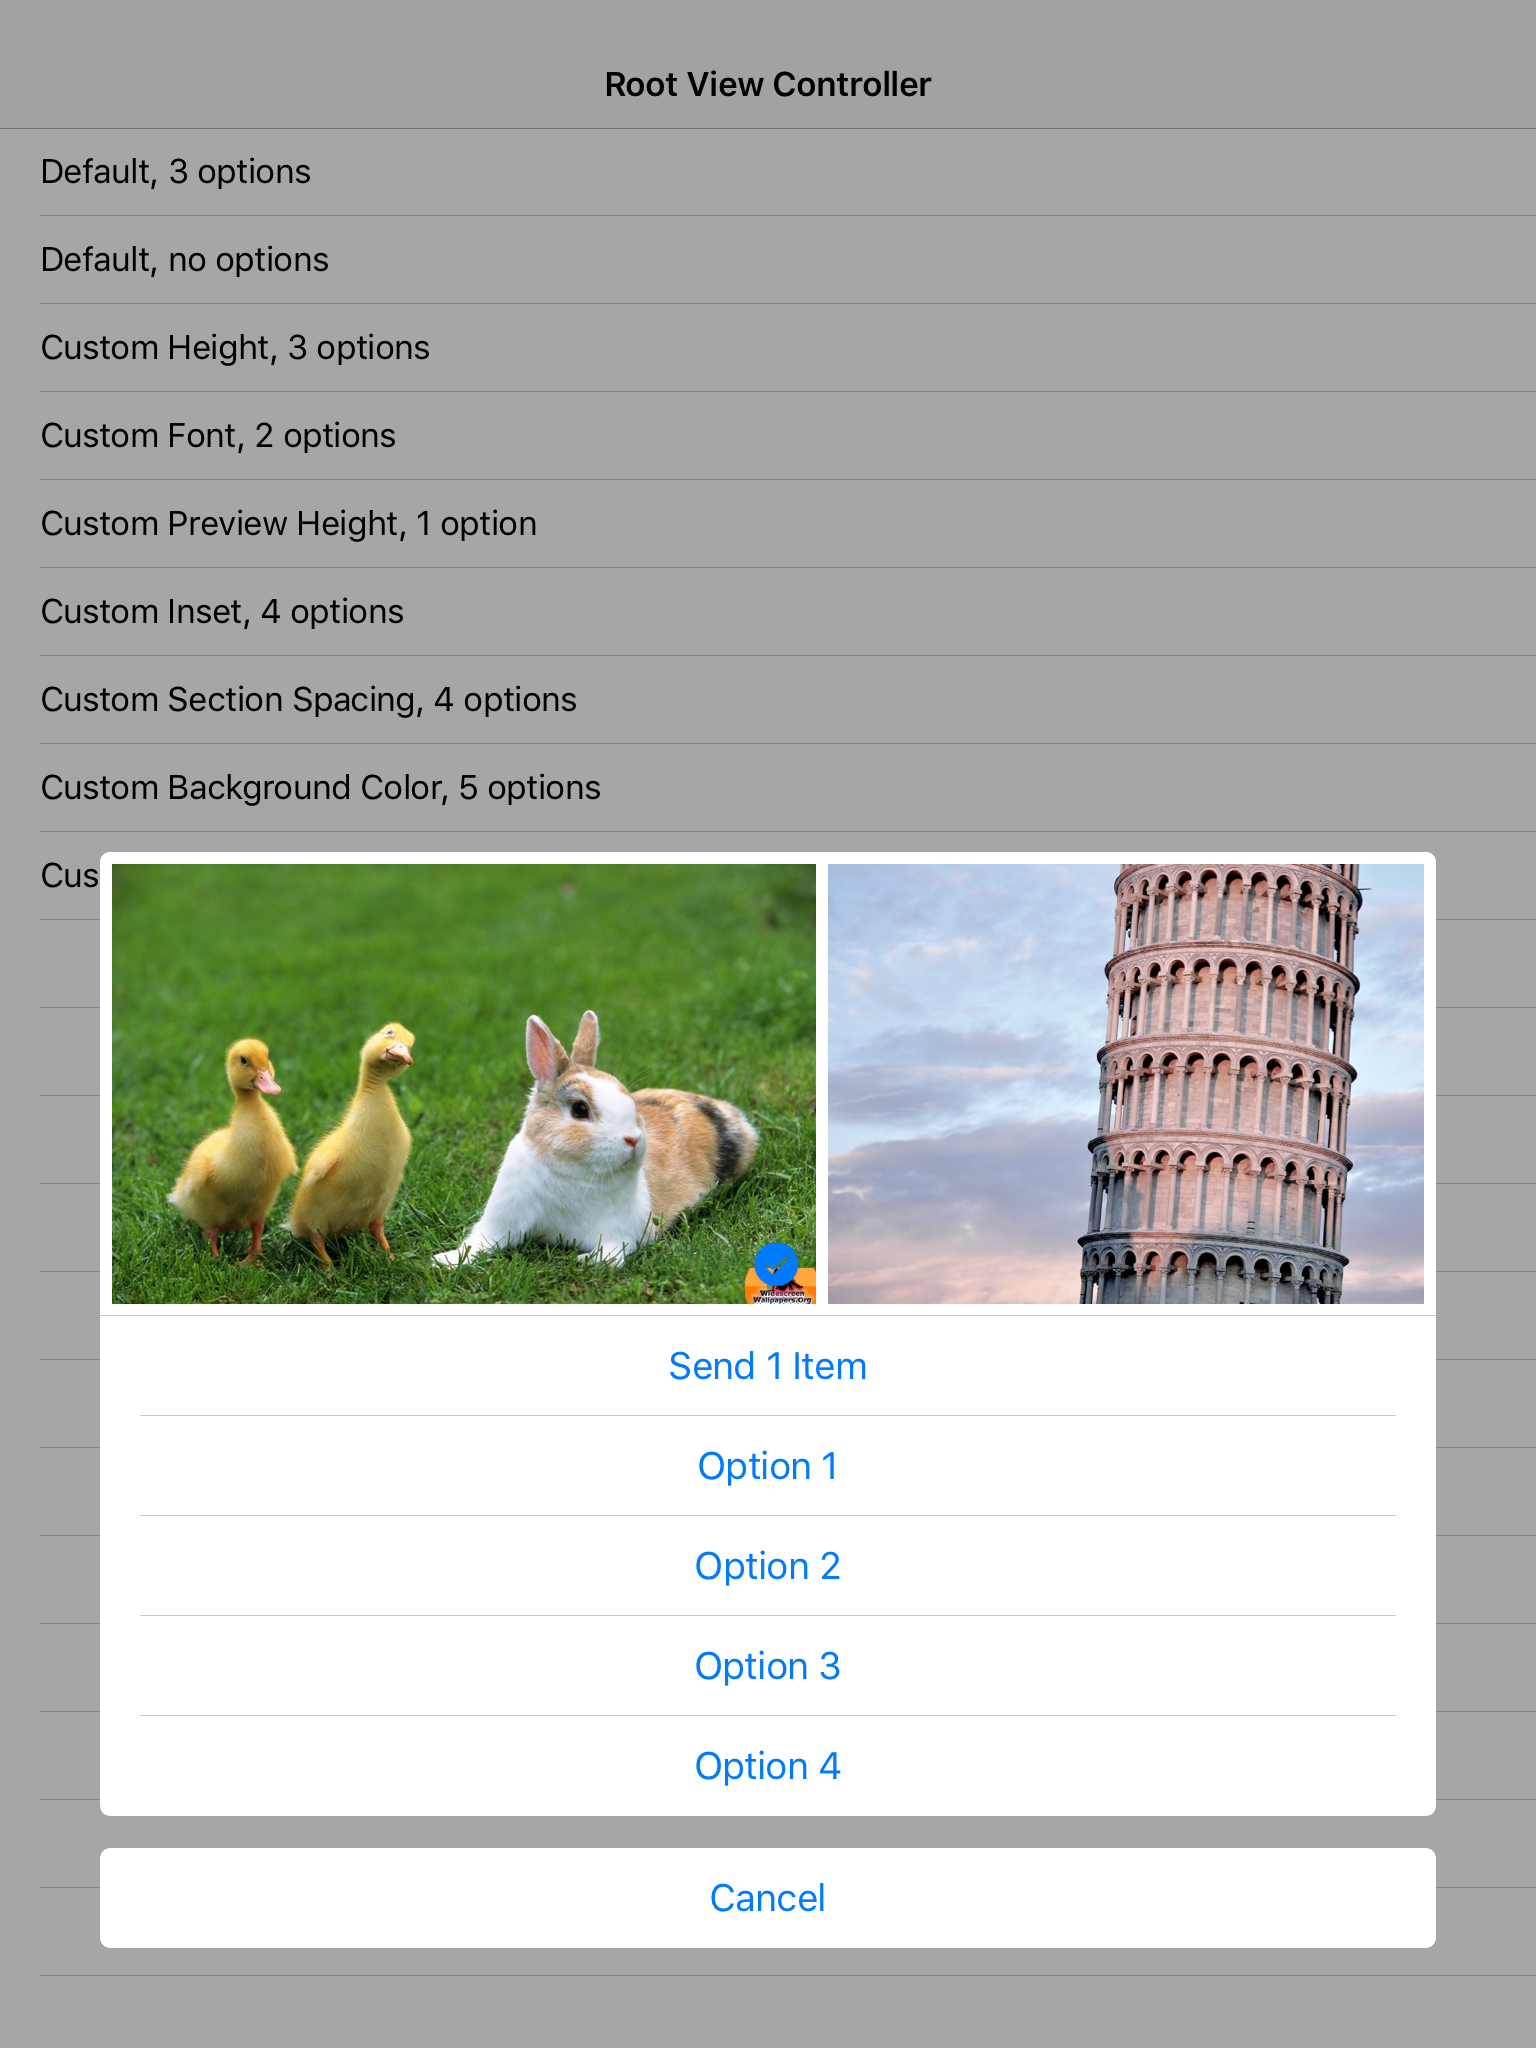 Root View Controller
Default, 3 options
Default, no options
Custom Height, 3 options
Custom Font, 2 options
Custom Preview Height, 1 option
Custom Inset, 4 options
Custom Section Spacing, 4 options
Custom Background Color, 5 options
Cus
Widescreen
Wallpapers.Org
Send 1 Item
Option 1
Option 2
Option 3
Option 4
Cancel